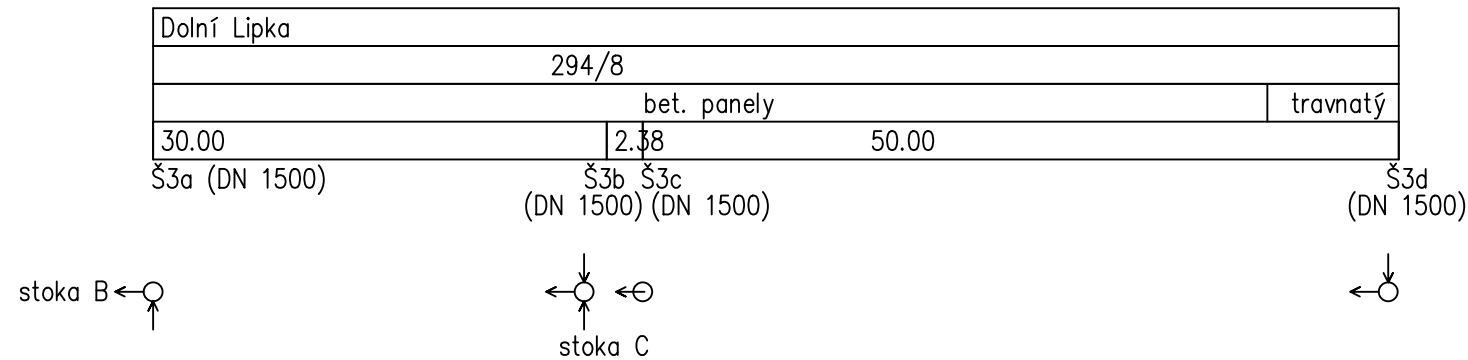 Dolní Lipka
294/8
bet. panely travnatý
30.00 2.38 50.00
Š3a (DN 1500) Š3b Š3c Š3d
(DN 1500) (DN 1500) (DN 1500)
stoka B
stoka C